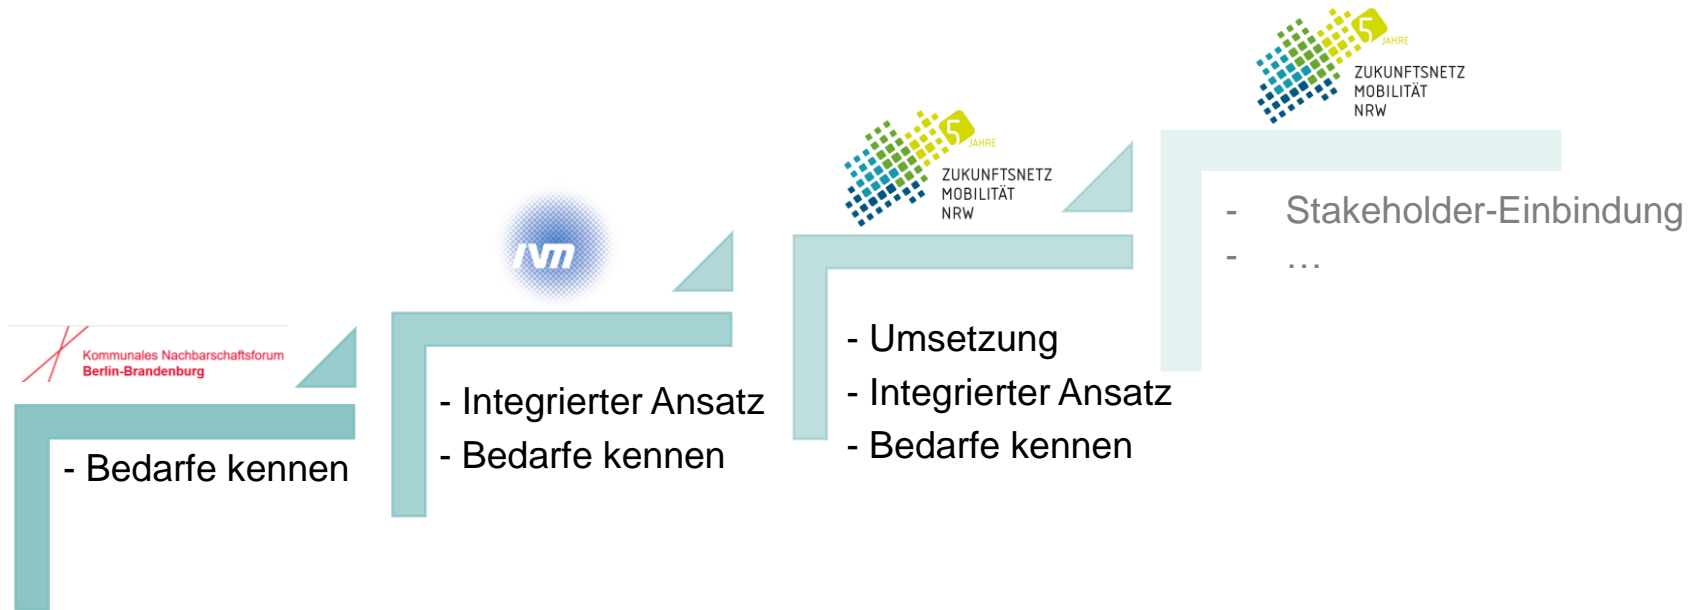 Kommunales Nachbarschaftsforum
Berlin-Brandenburg
- Bedarfe kennen
ivm
- Integrierter Ansatz
- Bedarfe kennen
5
JAHRE
ZUKUNFTSNETZ
MOBILITÄT
NRW
- Umsetzung
- Integrierter Ansatz
- Bedarfe kennen
5
JAHRE
ZUKUNFTSNETZ
MOBILITÄT
NRW
- Stakeholder-Einbindung
- …